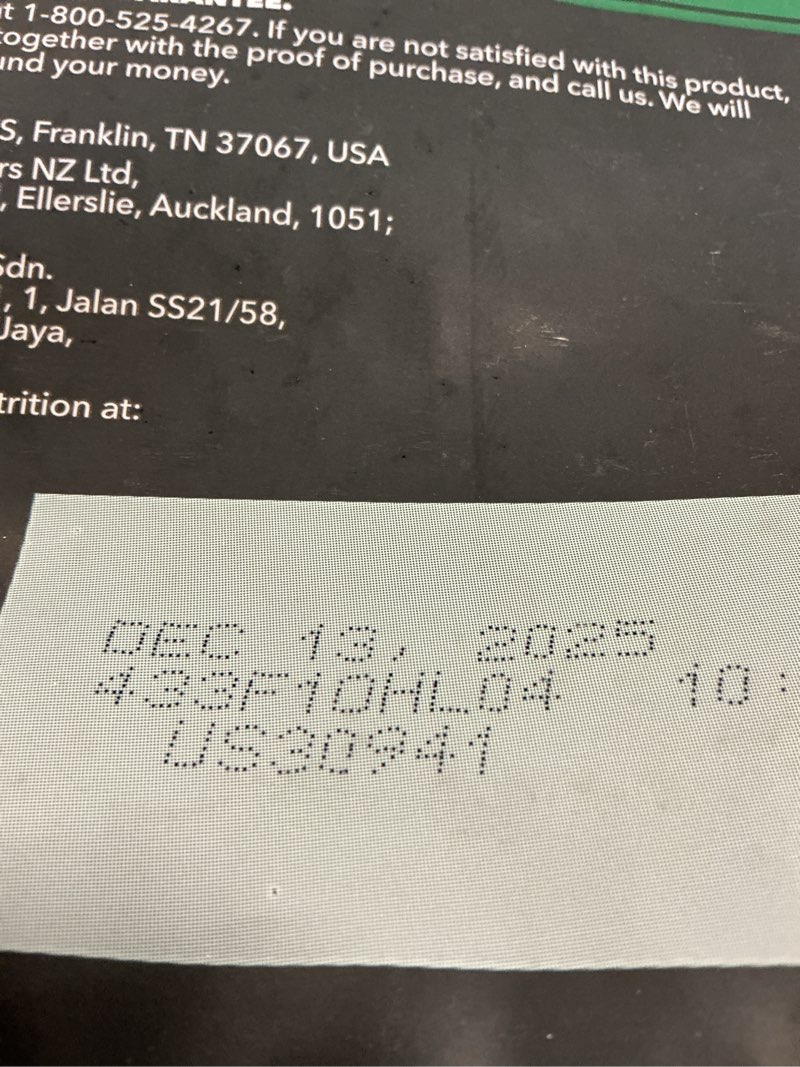 t 1-800-525-4267. If you are not satisfied with this product,
ogether with the proof of purchase, and call us. We will
und your money.
S, Franklin, TN 37067, USA
rs NZ Ltd,
, Ellerslie, Auckland, 1051;
Sdn.
, 1, Jalan SS21/58,
Jaya,
trition at:
DEC 13, 2025
433F10HL04 10:
US30941